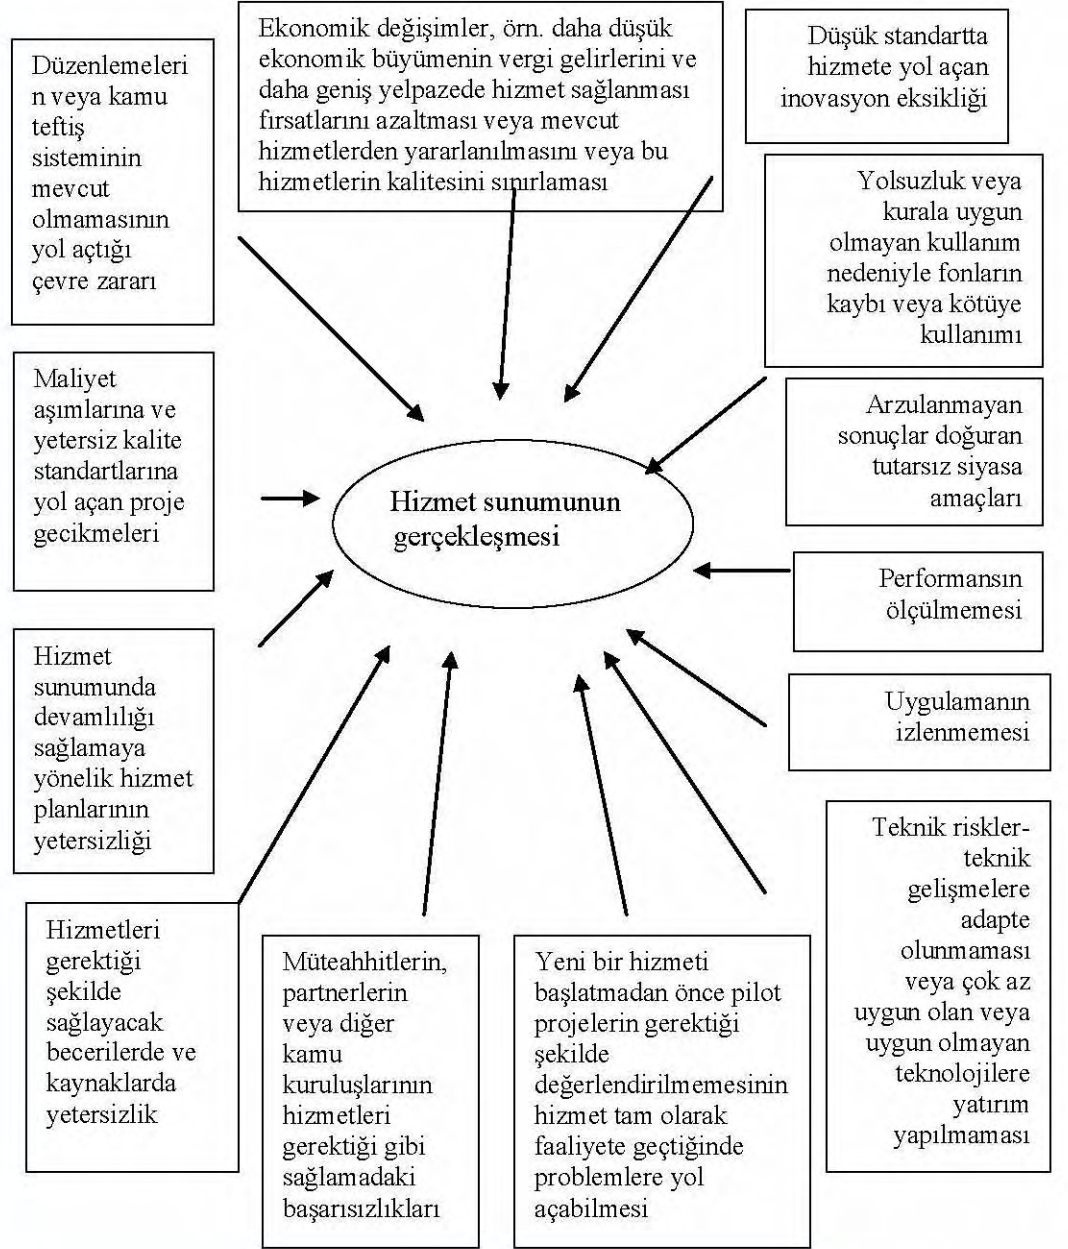 Ekonomik değişimler, örn. daha düşük
ekonomik büyümenin vergi gelirlerini ve
daha geniş yelpazede hizmet sağlanması
fırsatlarını azaltması veya mevcut
hizmetlerden yararlanılmasını veya bu
hizmetlerin kalitesini sınırlaması
Düşük standartta
hizmete yol açan
inovasyon eksikliği
Düzenlemeleri
n veya kamu
teftiş
sisteminin
mevcut
olmamasının
yol açtığı
çevre zararı
Yolsuzluk veya
kurala uygun
olmayan kullanım
nedeniyle fonların
kaybı veya kötüye
kullanımı
Maliyet
aşımlarına ve
yetersiz kalite
standartlarına
yol açan proje
gecikmeleri
Arzulanmayan
sonuçlar doğuran
tutarsız siyasa
amaçları
Hizmet sunumunun
gerçekleşmesi
Performansın
ölçülmemesi
Hizmet
sunumunda
devamlılığı
sağlamaya
yönelik hizmet
planlarının
yetersizliği
Uygulamanın
izlenmemesi
Teknik riskler-
teknik
gelişmelere
adapte
olunmaması
veya çok az
uygun olan veya
uygun olmayan
teknolojilere
yatırım
yapılmaması
Hizmetleri
gerektiği
şekilde
sağlayacak
becerilerde ve
kaynaklarda
yetersizlik
Müteahhitlerin,
partnerlerin
veya diğer
kamu
kuruluşlarının
hizmetleri
gerektiği gibi
sağlamadaki
başarısızlıkları
Yeni bir hizmeti
başlatmadan önce pilot
projelerin gerektiği
şekilde
değerlendirilmemesinin
hizmet tam olarak
faaliyete geçtiğinde
problemlere yol
açabilmesi